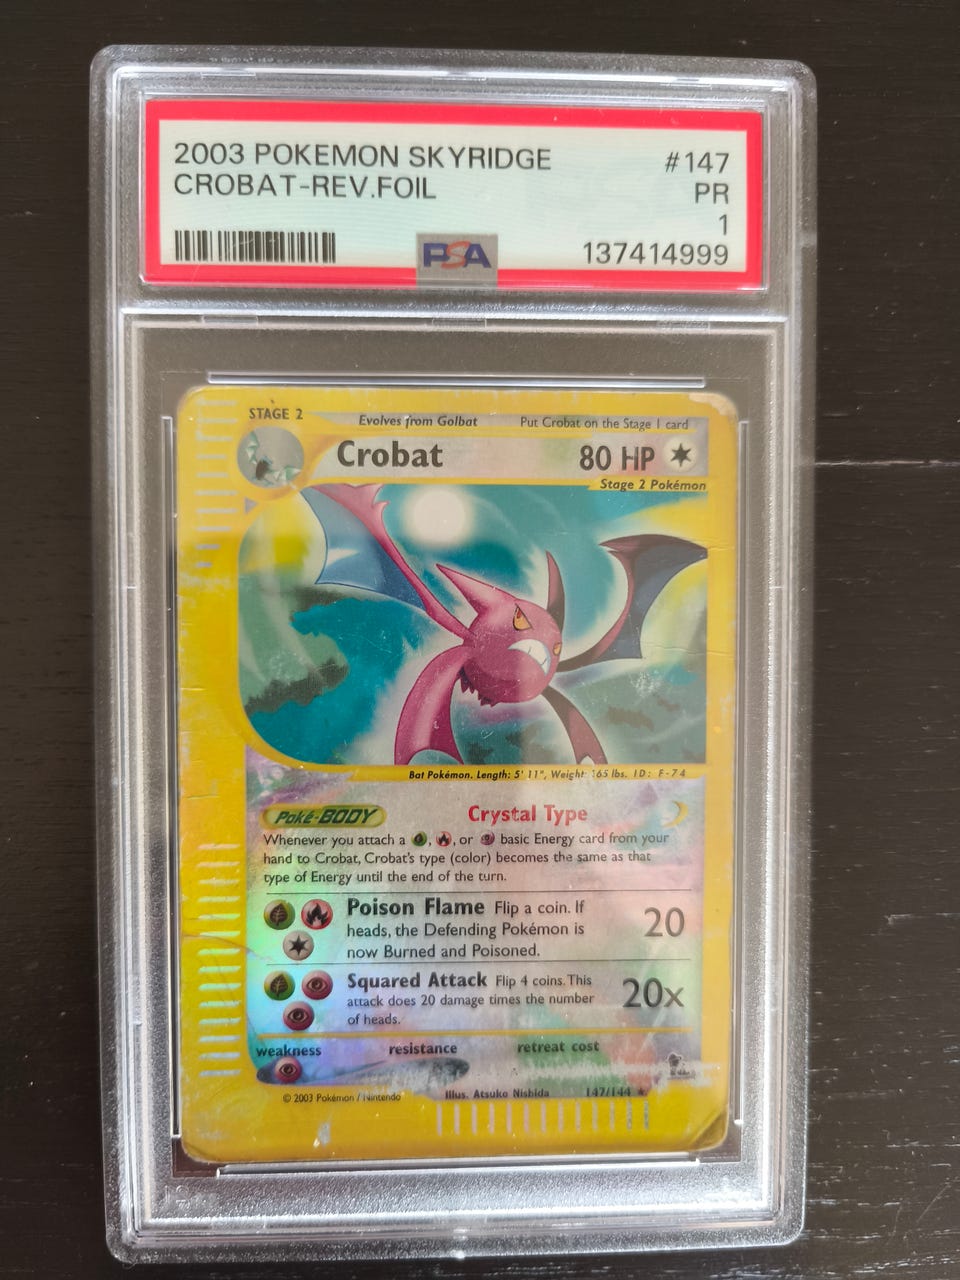 2003 POKEMON SKYRIDGE #147
CROBAT-REV.FOIL PR
1
PSA 137414999
STAGE 2 Evolves from Golbat Put Crobat on the Stage 1 card
Crobat 80 HP
Stage 2 Pokémon
Bat Pokémon. Length: 5' 11", Weight: 165 lbs. ID: F-74
Poké-BODY Crystal Type
Whenever you attach a , , or basic Energy card from your
hand to Crobat, Crobat's type (color) becomes the same as that
type of Energy until the end of the turn.
Poison Flame Flip a coin. If
heads, the Defending Pokémon is 20
now Burned and Poisoned.
Squared Attack Flip 4 coins. This
attack does 20 damage times the number 20x
of heads.
weakness resistance retreat cost
© 2003 Pokémon / Nintendo Illus. Atsuko Nishida 147/144 ★